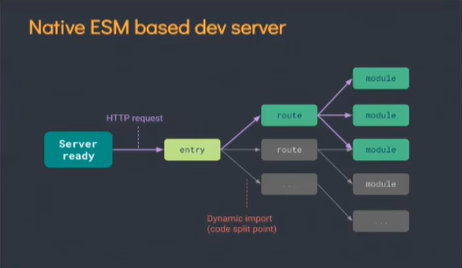 Native ESM based dev server
HTTP request
Server
ready
entry
route
route
...
module
module
module
module
...
Dynamic import
(code split point)